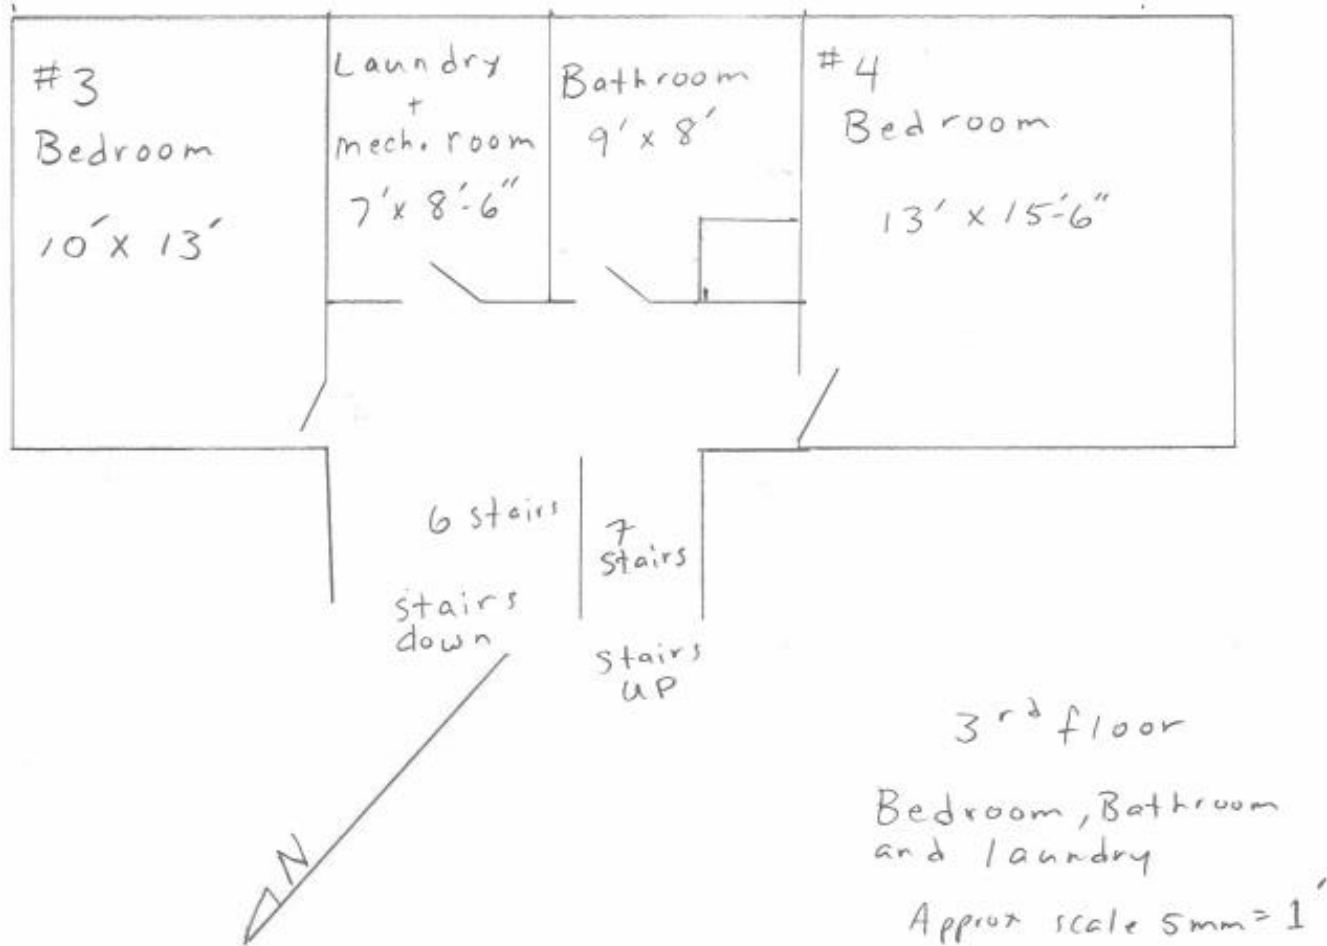 #3
Bedroom
10' x 13'
Laundry
+
mech. room
7' x 8'-6"
Bathroom
9' x 8'
#4
Bedroom
13' x 15'-6"
6 stairs
stairs
down
7
stairs
stairs
up
N
3rd floor
Bedroom, Bathroom
and laundry
Approx scale 5mm = 1'